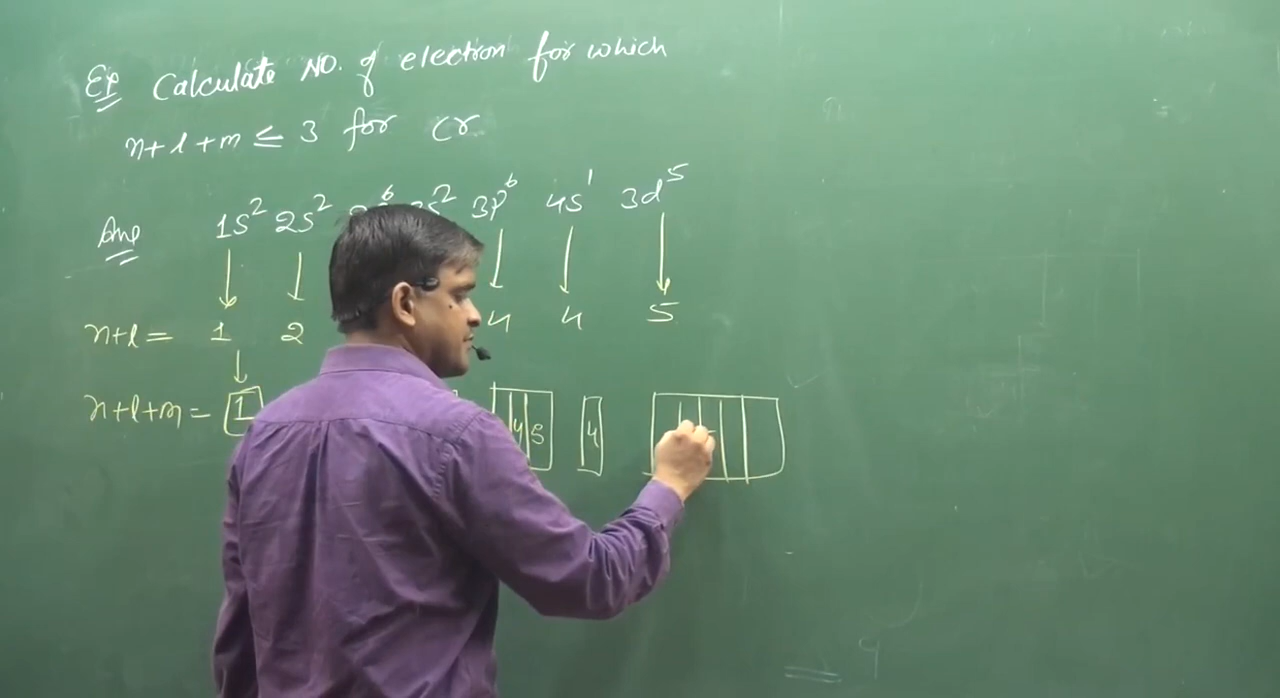 Ex Calculate NO. of electron for which
n+l+m ≤ 3 for Cr
Ans 1s² 2s² 3p⁶ 4s¹ 3d⁵
n+l = 1 2 4 4 5
n+l+m = 1 4 5 4